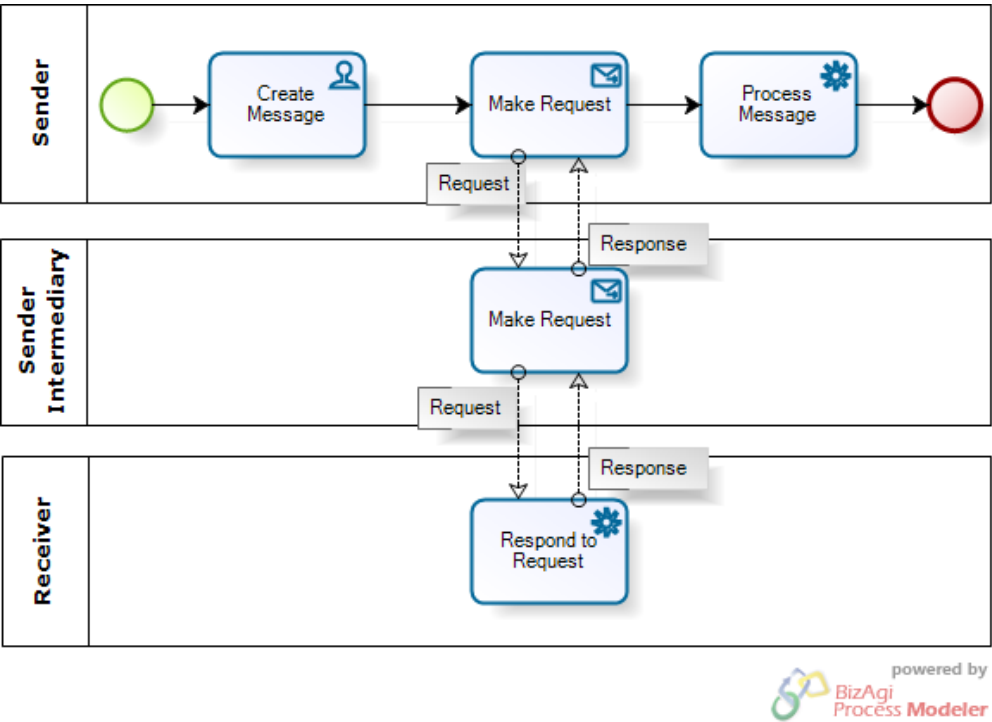 Sender
Create
Message
Make Request
Process
Message
Request
Response
Sender
Intermediary
Make Request
Request
Response
Receiver
Respond to
Request
powered by
BizAgi
Process Modeler